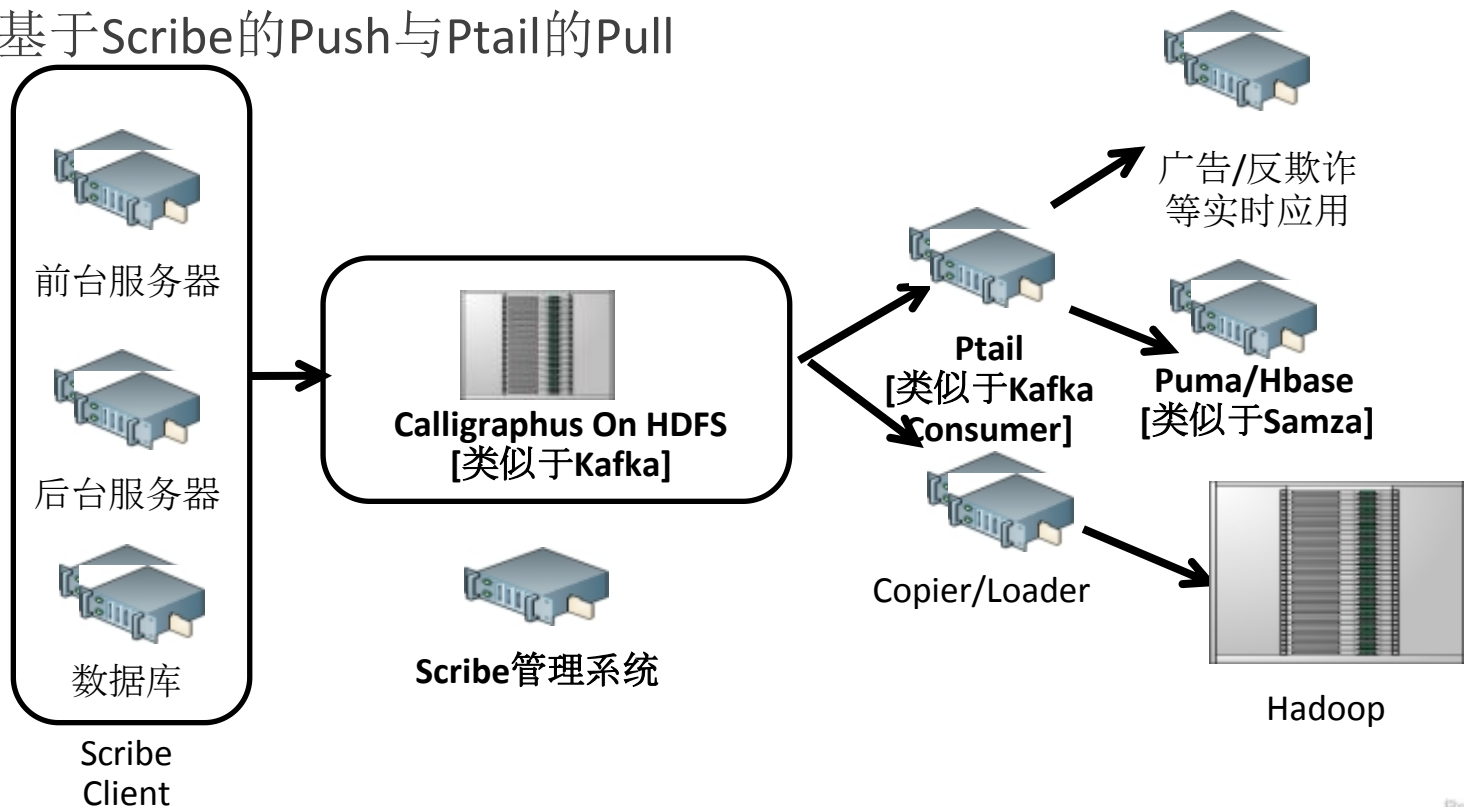 基于Scribe的Push与Ptail的Pull
前台服务器
后台服务器
数据库
Scribe
Client
Calligraphus On HDFS
[类似于Kafka]
Scribe管理系统
Ptail
[类似于Kafka
Consumer]
Copier/Loader
广告/反欺诈
等实时应用
Puma/Hbase
[类似于Samza]
Hadoop